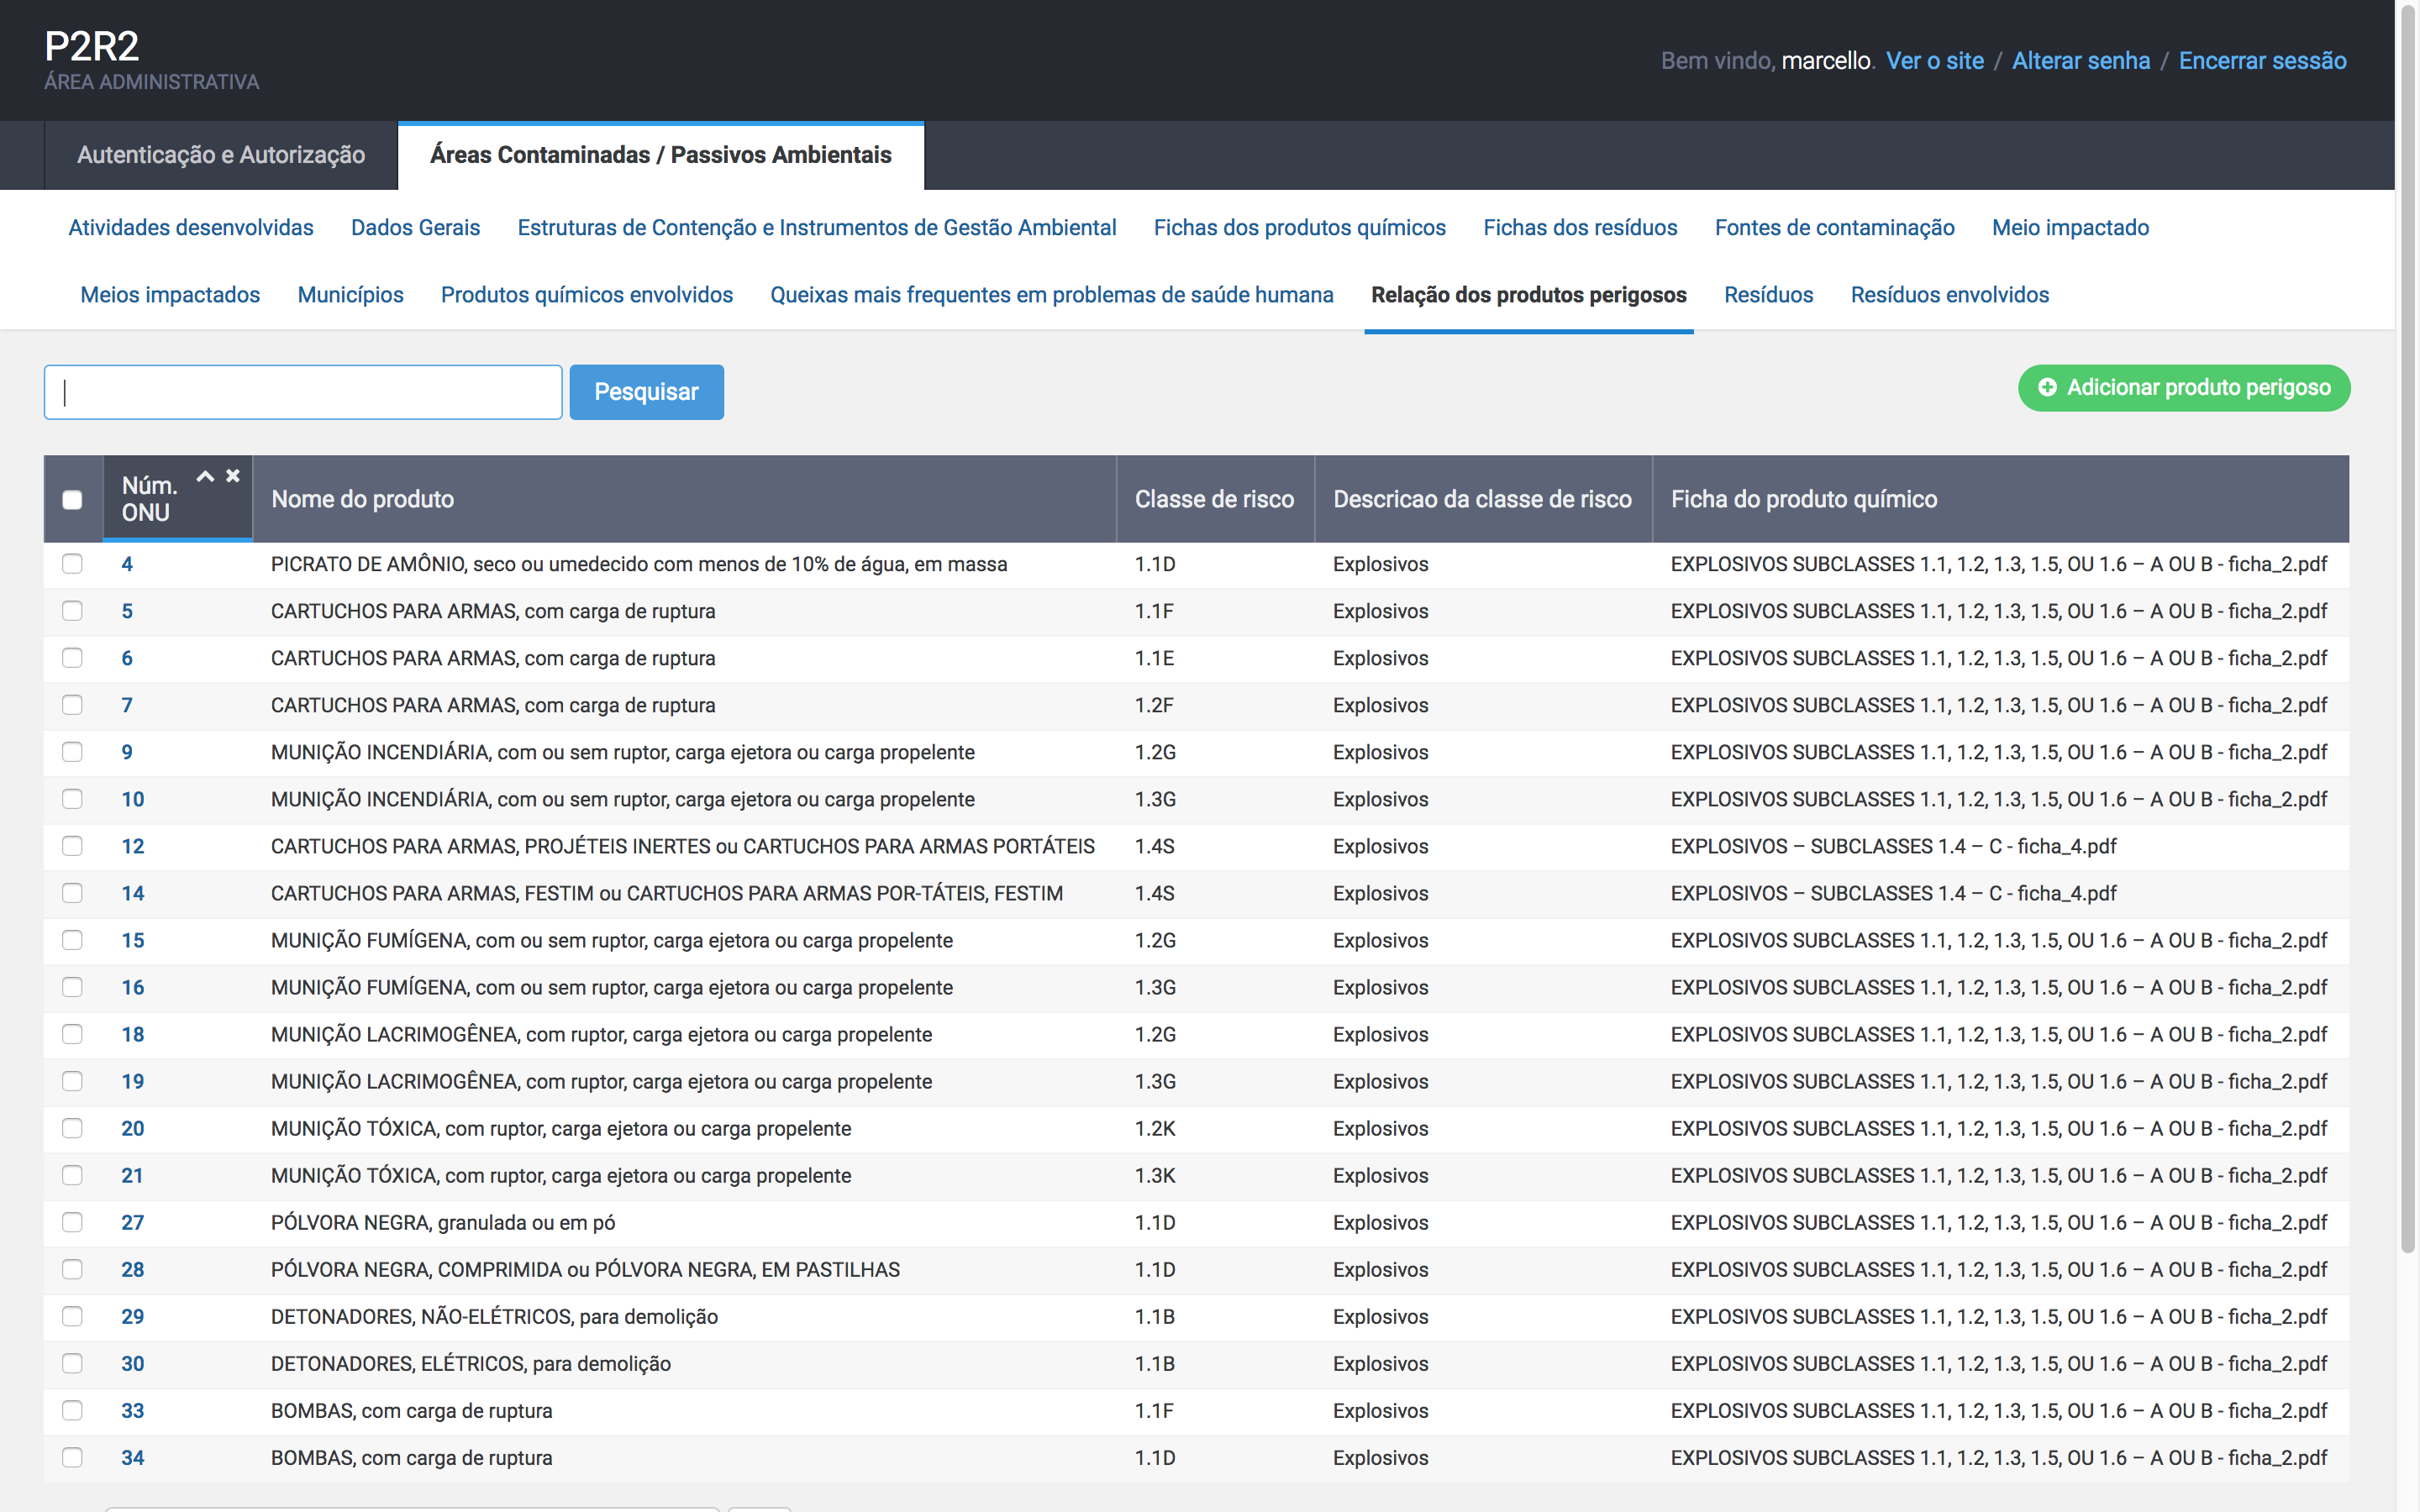 P2R2
ÁREA ADMINISTRATIVA
Bem vindo, marcello. Ver o site / Alterar senha / Encerrar sessão
Autenticação e Autorização Áreas Contaminadas / Passivos Ambientais
Atividades desenvolvidas Dados Gerais Estruturas de Contenção e Instrumentos de Gestão Ambiental Fichas dos produtos químicos Fichas dos resíduos Fontes de contaminação Meio impactado
Meios impactados Municípios Produtos químicos envolvidos Queixas mais frequentes em problemas de saúde humana Relação dos produtos perigosos Resíduos Resíduos envolvidos
Pesquisar Adicionar produto perigoso
Núm. ONU Nome do produto Classe de risco Descricao da classe de risco Ficha do produto químico
4 PICRATO DE AMÔNIO, seco ou umedecido com menos de 10% de água, em massa 1.1D Explosivos EXPLOSIVOS SUBCLASSES 1.1, 1.2, 1.3, 1.5, OU 1.6 – A OU B - ficha_2.pdf
5 CARTUCHOS PARA ARMAS, com carga de ruptura 1.1F Explosivos EXPLOSIVOS SUBCLASSES 1.1, 1.2, 1.3, 1.5, OU 1.6 – A OU B - ficha_2.pdf
6 CARTUCHOS PARA ARMAS, com carga de ruptura 1.1E Explosivos EXPLOSIVOS SUBCLASSES 1.1, 1.2, 1.3, 1.5, OU 1.6 – A OU B - ficha_2.pdf
7 CARTUCHOS PARA ARMAS, com carga de ruptura 1.2F Explosivos EXPLOSIVOS SUBCLASSES 1.1, 1.2, 1.3, 1.5, OU 1.6 – A OU B - ficha_2.pdf
9 MUNIÇÃO INCENDIÁRIA, com ou sem ruptor, carga ejetora ou carga propelente 1.2G Explosivos EXPLOSIVOS SUBCLASSES 1.1, 1.2, 1.3, 1.5, OU 1.6 – A OU B - ficha_2.pdf
10 MUNIÇÃO INCENDIÁRIA, com ou sem ruptor, carga ejetora ou carga propelente 1.3G Explosivos EXPLOSIVOS SUBCLASSES 1.1, 1.2, 1.3, 1.5, OU 1.6 – A OU B - ficha_2.pdf
12 CARTUCHOS PARA ARMAS, PROJÉTEIS INERTES ou CARTUCHOS PARA ARMAS PORTÁTEIS 1.4S Explosivos EXPLOSIVOS – SUBCLASSES 1.4 – C - ficha_4.pdf
14 CARTUCHOS PARA ARMAS, FESTIM ou CARTUCHOS PARA ARMAS POR-TÁTEIS, FESTIM 1.4S Explosivos EXPLOSIVOS – SUBCLASSES 1.4 – C - ficha_4.pdf
15 MUNIÇÃO FUMÍGENA, com ou sem ruptor, carga ejetora ou carga propelente 1.2G Explosivos EXPLOSIVOS SUBCLASSES 1.1, 1.2, 1.3, 1.5, OU 1.6 – A OU B - ficha_2.pdf
16 MUNIÇÃO FUMÍGENA, com ou sem ruptor, carga ejetora ou carga propelente 1.3G Explosivos EXPLOSIVOS SUBCLASSES 1.1, 1.2, 1.3, 1.5, OU 1.6 – A OU B - ficha_2.pdf
18 MUNIÇÃO LACRIMOGÊNEA, com ruptor, carga ejetora ou carga propelente 1.2G Explosivos EXPLOSIVOS SUBCLASSES 1.1, 1.2, 1.3, 1.5, OU 1.6 – A OU B - ficha_2.pdf
19 MUNIÇÃO LACRIMOGÊNEA, com ruptor, carga ejetora ou carga propelente 1.3G Explosivos EXPLOSIVOS SUBCLASSES 1.1, 1.2, 1.3, 1.5, OU 1.6 – A OU B - ficha_2.pdf
20 MUNIÇÃO TÓXICA, com ruptor, carga ejetora ou carga propelente 1.2K Explosivos EXPLOSIVOS SUBCLASSES 1.1, 1.2, 1.3, 1.5, OU 1.6 – A OU B - ficha_2.pdf
21 MUNIÇÃO TÓXICA, com ruptor, carga ejetora ou carga propelente 1.3K Explosivos EXPLOSIVOS SUBCLASSES 1.1, 1.2, 1.3, 1.5, OU 1.6 – A OU B - ficha_2.pdf
27 PÓLVORA NEGRA, granulada ou em pó 1.1D Explosivos EXPLOSIVOS SUBCLASSES 1.1, 1.2, 1.3, 1.5, OU 1.6 – A OU B - ficha_2.pdf
28 PÓLVORA NEGRA, COMPRIMIDA ou PÓLVORA NEGRA, EM PASTILHAS 1.1D Explosivos EXPLOSIVOS SUBCLASSES 1.1, 1.2, 1.3, 1.5, OU 1.6 – A OU B - ficha_2.pdf
29 DETONADORES, NÃO-ELÉTRICOS, para demolição 1.1B Explosivos EXPLOSIVOS SUBCLASSES 1.1, 1.2, 1.3, 1.5, OU 1.6 – A OU B - ficha_2.pdf
30 DETONADORES, ELÉTRICOS, para demolição 1.1B Explosivos EXPLOSIVOS SUBCLASSES 1.1, 1.2, 1.3, 1.5, OU 1.6 – A OU B - ficha_2.pdf
33 BOMBAS, com carga de ruptura 1.1F Explosivos EXPLOSIVOS SUBCLASSES 1.1, 1.2, 1.3, 1.5, OU 1.6 – A OU B - ficha_2.pdf
34 BOMBAS, com carga de ruptura 1.1D Explosivos EXPLOSIVOS SUBCLASSES 1.1, 1.2, 1.3, 1.5, OU 1.6 – A OU B - ficha_2.pdf